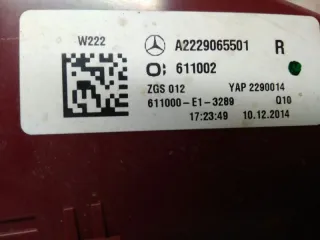 W222 A2229065501 R
611002
ZGS 012 YAP 2290014
611000-E1-3289 Q10
17:23:49 10.12.2014